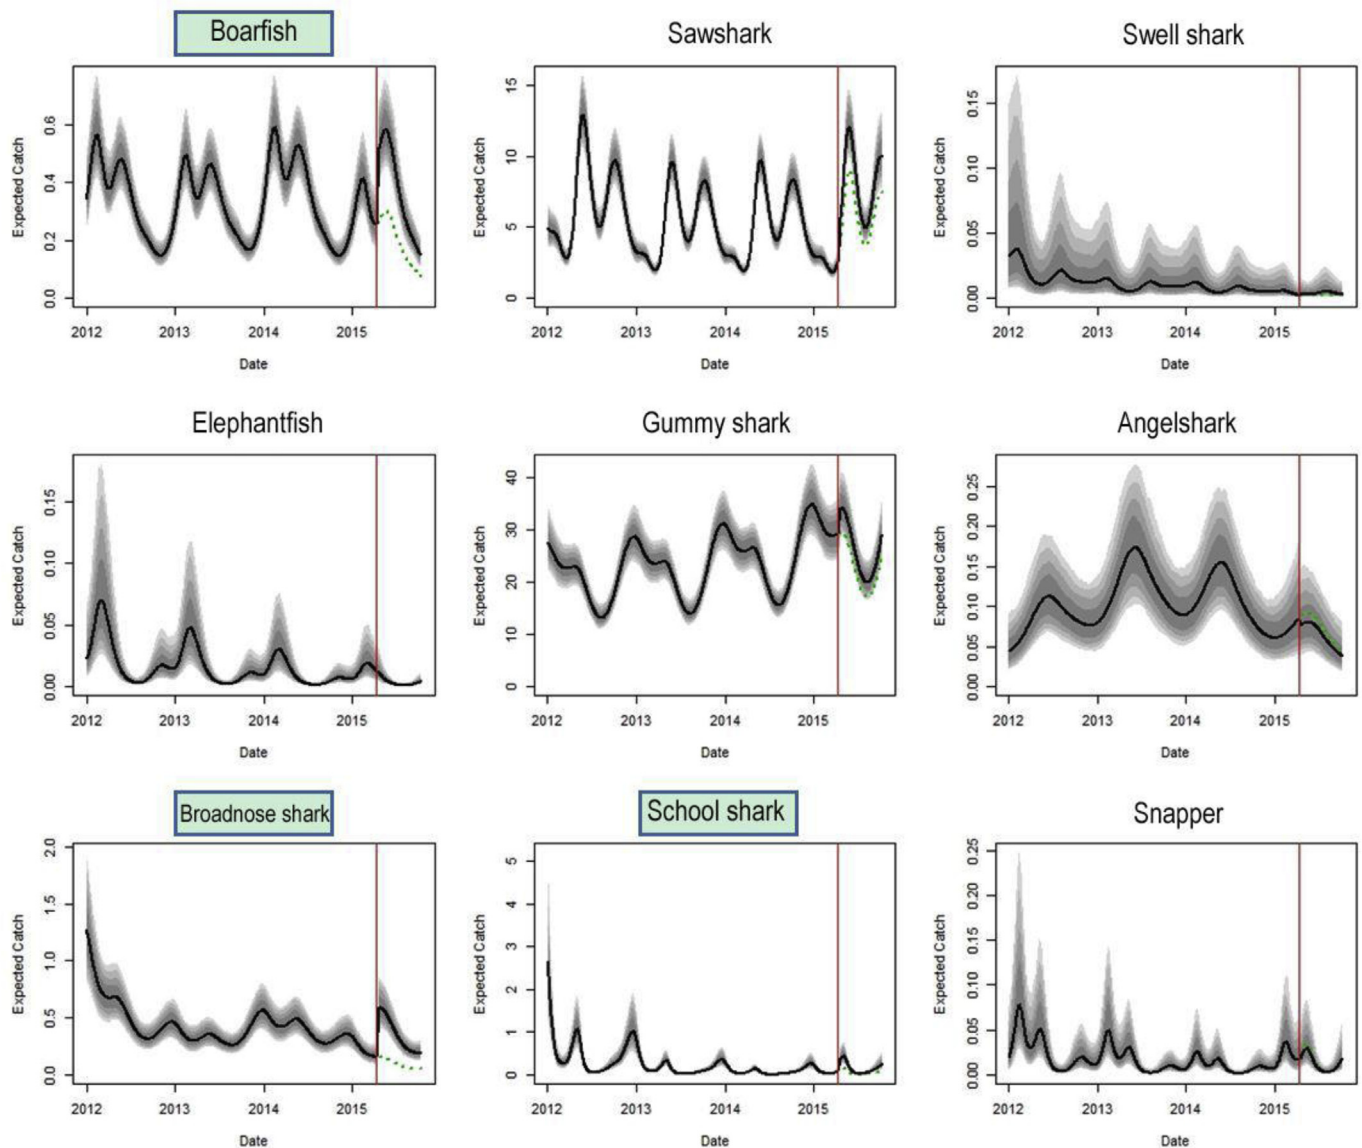 Boarfish
Sawshark
Swell shark
Expected Catch
0.0 0.2 0.4 0.6
2012 2013 2014 2015
Date
Expected Catch
0 5 10 15
2012 2013 2014 2015
Date
Expected Catch
0.00 0.05 0.10 0.15
2012 2013 2014 2015
Date
Elephantfish
Gummy shark
Angelshark
Expected Catch
0.00 0.05 0.10 0.15
2012 2013 2014 2015
Date
Expected Catch
0 10 20 30 40
2012 2013 2014 2015
Date
Expected Catch
0.00 0.05 0.10 0.15 0.20 0.25
2012 2013 2014 2015
Date
Broadnose shark
School shark
Snapper
Expected Catch
0.0 0.5 1.0 1.5 2.0
2012 2013 2014 2015
Date
Expected Catch
0 1 2 3 4 5
2012 2013 2014 2015
Date
Expected Catch
0.00 0.05 0.10 0.15 0.20 0.25
2012 2013 2014 2015
Date